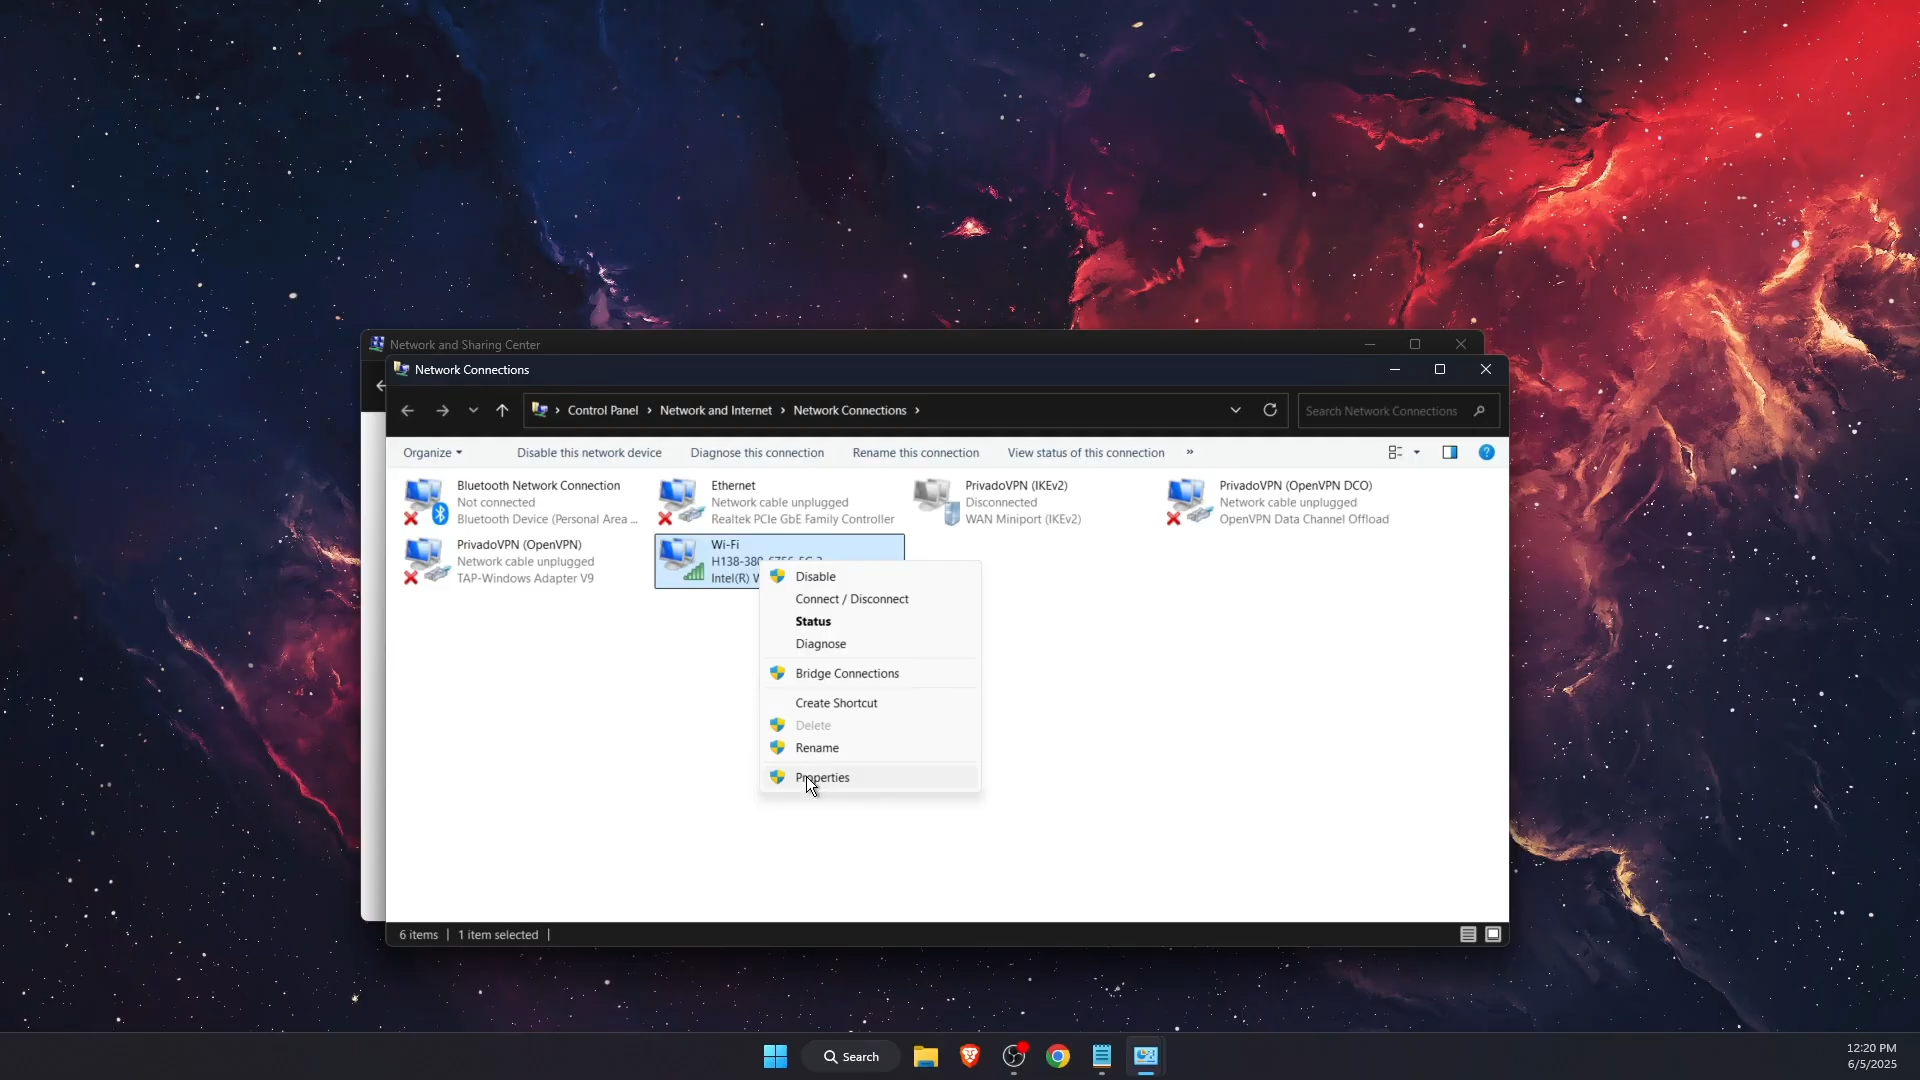 Network and Sharing Center
Network Connections
Control Panel > Network and Internet > Network Connections >
Search Network Connections
Organize
Disable this network device
Diagnose this connection
Rename this connection
View status of this connection
»
Bluetooth Network Connection
Not connected
Bluetooth Device (Personal Area ...
Ethernet
Network cable unplugged
Realtek PCIe GbE Family Controller
PrivadoVPN (IKEv2)
Disconnected
WAN Miniport (IKEv2)
PrivadoVPN (OpenVPN DCO)
Network cable unplugged
OpenVPN Data Channel Offload
PrivadoVPN (OpenVPN)
Network cable unplugged
TAP-Windows Adapter V9
Wi-Fi
Intel(R)
Disable
Connect / Disconnect
Status
Diagnose
Bridge Connections
Create Shortcut
Delete
Rename
Properties
6 items
1 item selected
Search
12:20 PM
6/5/2025